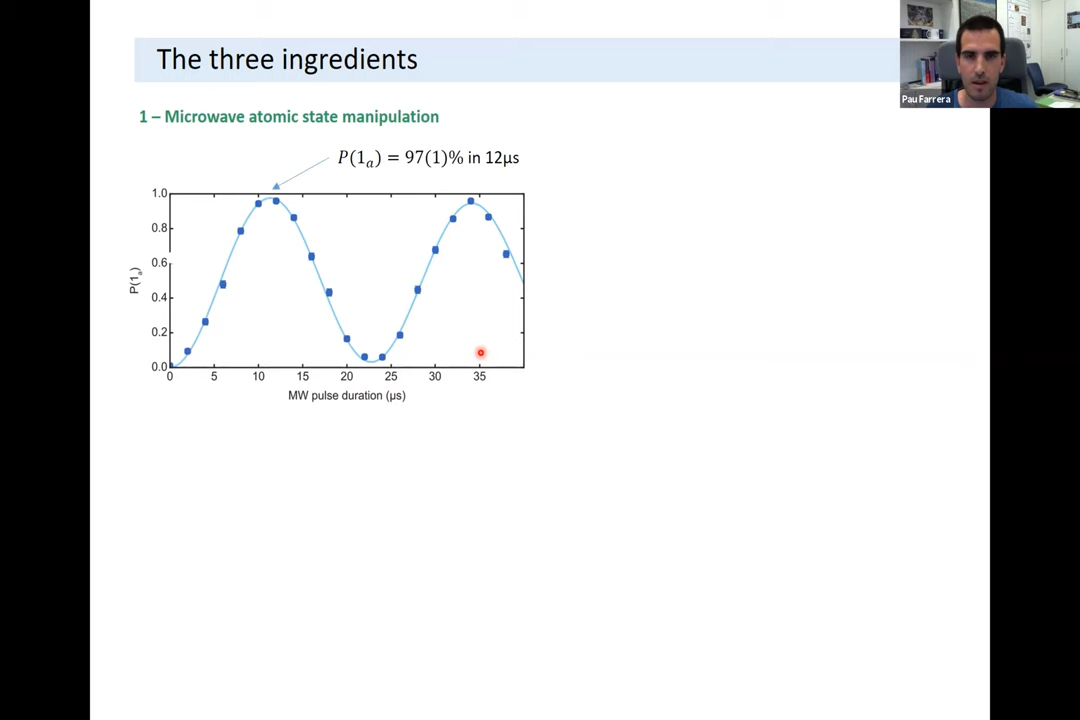 The three ingredients
Pau Farrera
1 – Microwave atomic state manipulation
P(1ₐ) = 97(1)% in 12μs
1.0
0.8
0.6
0.4
0.2
0.0
P(1ₐ)
0 5 10 15 20 25 30 35
MW pulse duration (μs)